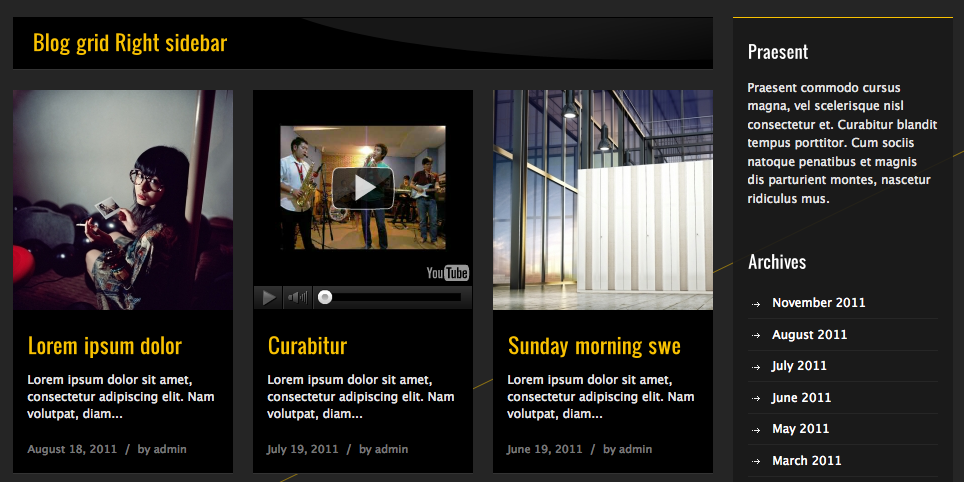 Blog grid Right sidebar
YouTube
Lorem ipsum dolor
Lorem ipsum dolor sit amet,
consectetur adipiscing elit. Nam
volutpat, diam...
August 18, 2011 / by admin
Curabitur
Lorem ipsum dolor sit amet,
consectetur adipiscing elit. Nam
volutpat, diam...
July 19, 2011 / by admin
Sunday morning swe
Lorem ipsum dolor sit amet,
consectetur adipiscing elit. Nam
volutpat, diam...
June 19, 2011 / by admin
Praesent
Praesent commodo cursus
magna, vel scelerisque nisl
consectetur et. Curabitur blandit
tempus porttitor. Cum sociis
natoque penatibus et magnis
dis parturient montes, nascetur
ridiculus mus.
Archives
November 2011
August 2011
July 2011
June 2011
May 2011
March 2011